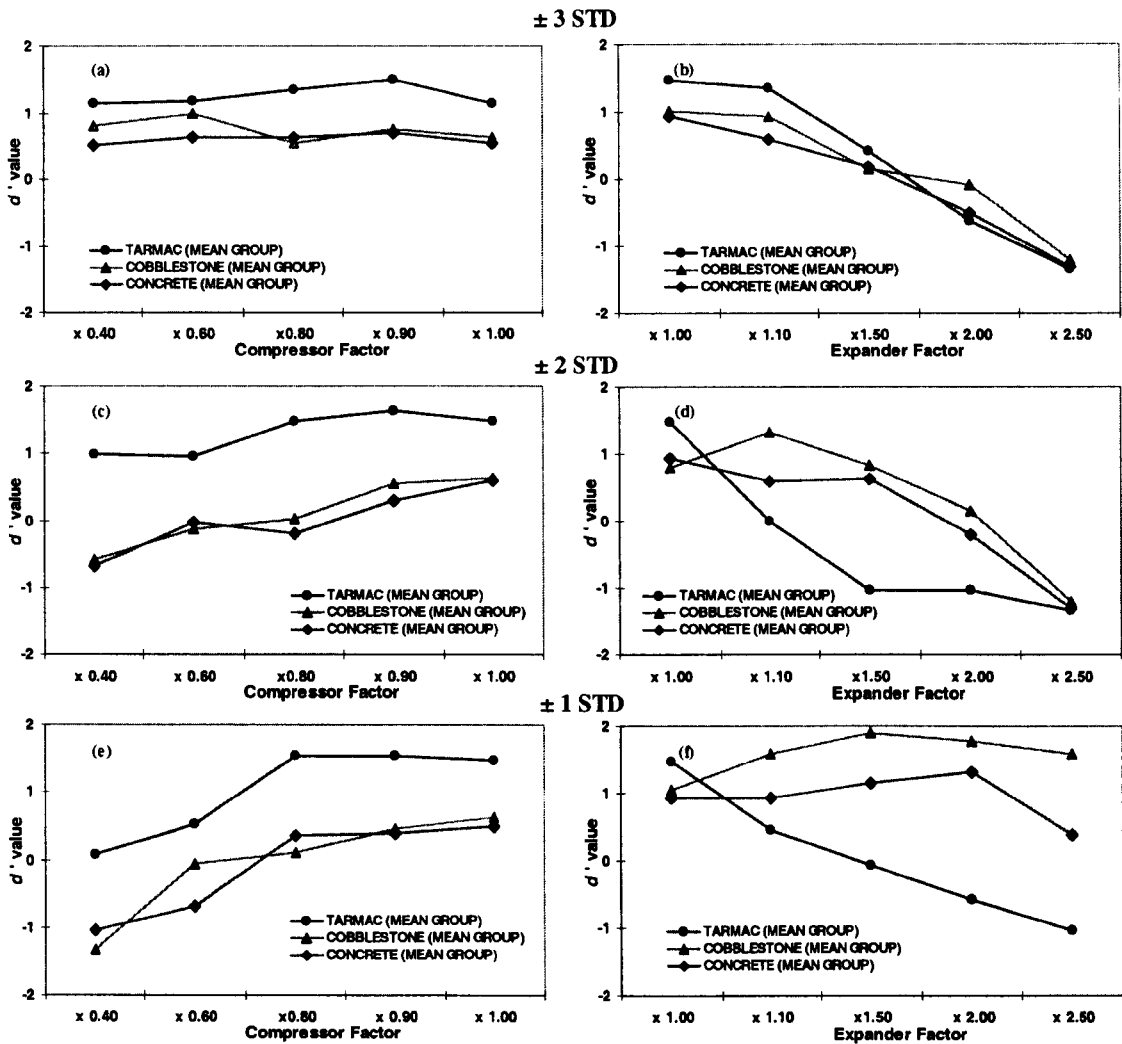 ± 3 STD
(a)
2
1
0
-1
-2
d ' value
TARMAC (MEAN GROUP)
COBBLESTONE (MEAN GROUP)
CONCRETE (MEAN GROUP)
x 0.40 x 0.60 x0.80 x 0.90 x 1.00
Compressor Factor
(b)
2
1
0
-1
-2
d ' value
TARMAC (MEAN GROUP)
COBBLESTONE (MEAN GROUP)
CONCRETE (MEAN GROUP)
x 1.00 x 1.10 x1.50 x 2.00 x 2.50
Expander Factor
± 2 STD
(c)
2
1
0
-1
-2
d ' value
TARMAC (MEAN GROUP)
COBBLESTONE (MEAN GROUP)
CONCRETE (MEAN GROUP)
x 0.40 x 0.60 x0.80 x 0.90 x 1.00
Compressor Factor
(d)
2
1
0
-1
-2
d ' value
TARMAC (MEAN GROUP)
COBBLESTONE (MEAN GROUP)
CONCRETE (MEAN GROUP)
x 1.00 x 1.10 x1.50 x 2.00 x 2.50
Expander Factor
± 1 STD
(e)
2
1
0
-1
-2
d ' value
TARMAC (MEAN GROUP)
COBBLESTONE (MEAN GROUP)
CONCRETE (MEAN GROUP)
x 0.40 x 0.60 x0.80 x 0.90 x 1.00
Compressor Factor
(f)
2
1
0
-1
-2
d ' value
TARMAC (MEAN GROUP)
COBBLESTONE (MEAN GROUP)
CONCRETE (MEAN GROUP)
x 1.00 x 1.10 x1.50 x 2.00 x 2.50
Expander Factor